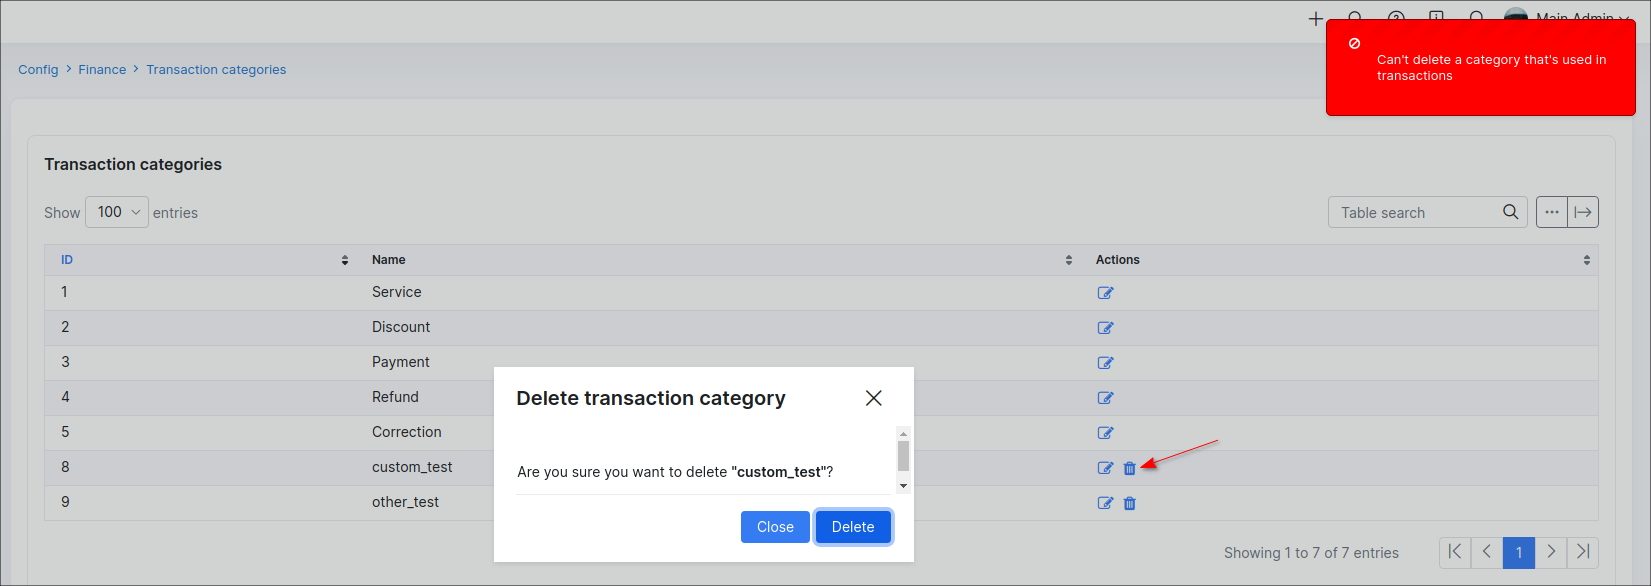 Main Admin
Config > Finance > Transaction categories
Can't delete a category that's used in
transactions
Transaction categories
Show 100 entries
Table search
ID Name Actions
1 Service
2 Discount
3 Payment
4 Refund
5 Correction
8 custom_test
9 other_test
Delete transaction category
Are you sure you want to delete "custom_test"?
Close Delete
Showing 1 to 7 of 7 entries
1